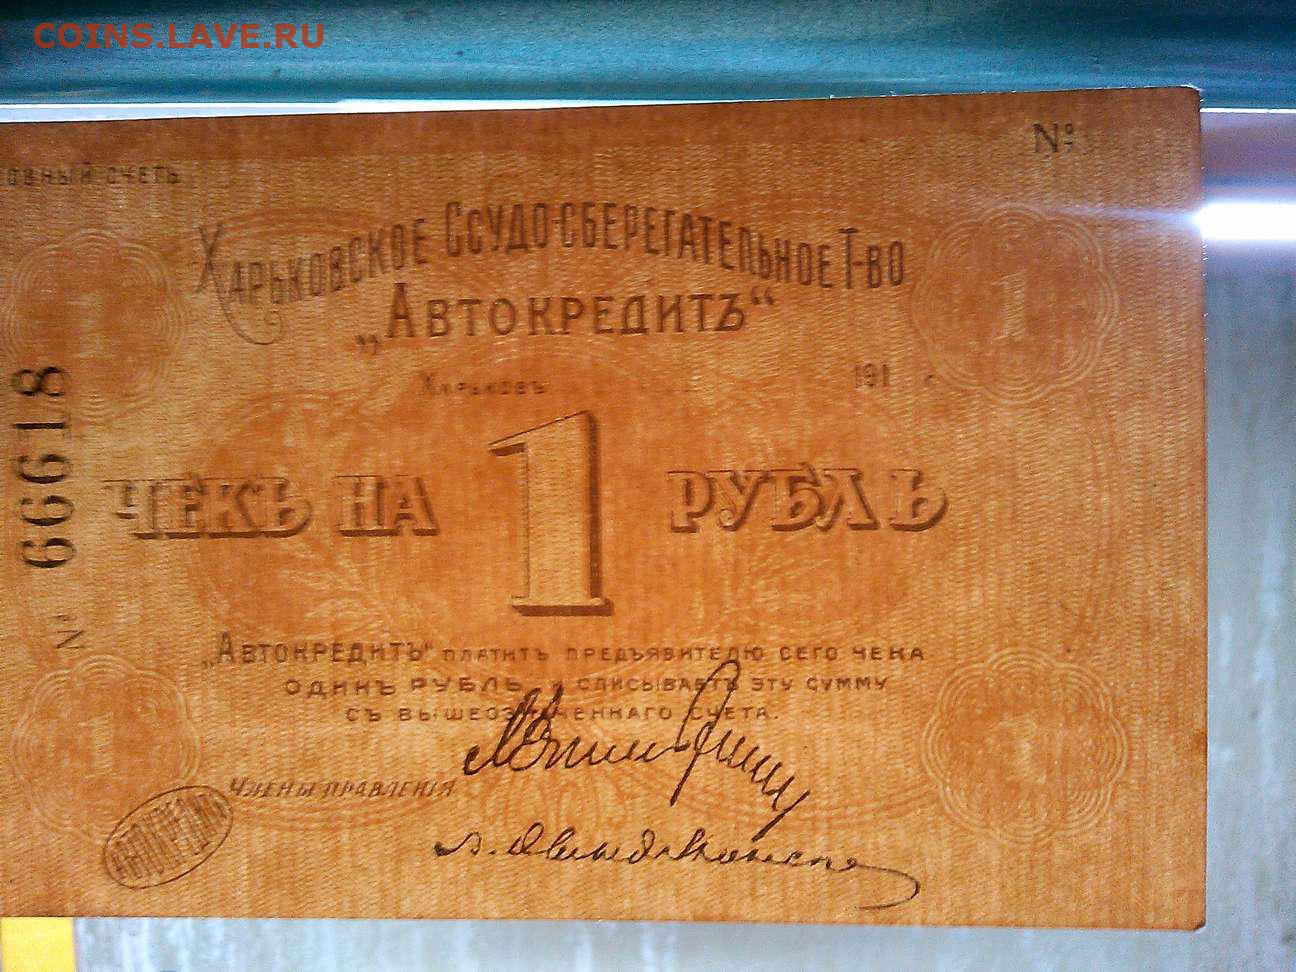 COINS.LAVE.RU
№
СЧЕТЪ
Харьковское Ссудо-сберегательное Т-во
„Автокредитъ“
Харьковъ 191
ЧЕКЪ НА 1 РУБЛЬ
№ 66618
„Автокредитъ“ платитъ предъявителю сего чека
одинъ рубль и списываетъ эту сумму
съ вышеозначеннаго счета.
Члены правленія
АВТОКРЕДИТЪ